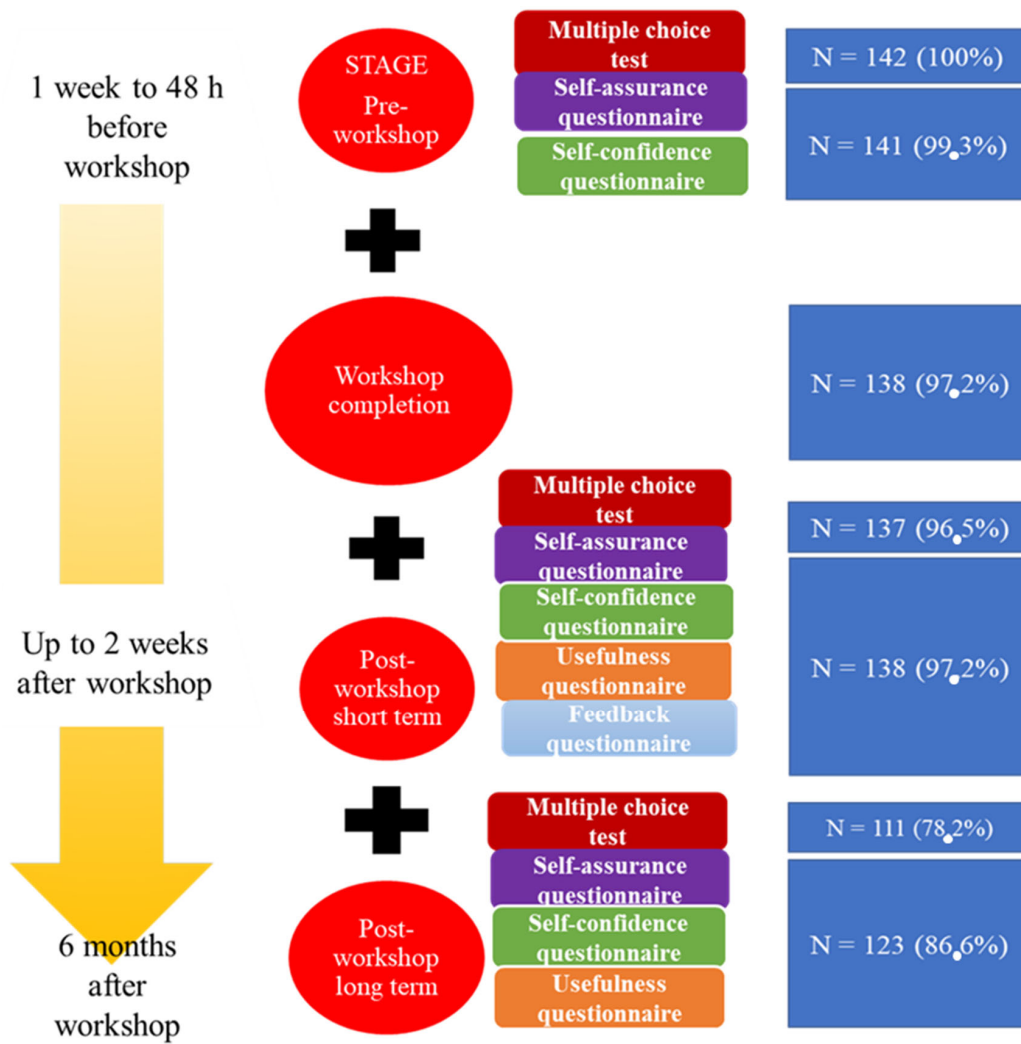 1 week to 48 h
before
workshop
STAGE
Pre-
workshop
Multiple choice
test
Self-assurance
questionnaire
Self-confidence
questionnaire
N = 142 (100%)
N = 141 (99.3%)
Workshop
completion
N = 138 (97.2%)
Up to 2 weeks
after workshop
Post-
workshop
short term
Multiple choice
test
Self-assurance
questionnaire
Self-confidence
questionnaire
Usefulness
questionnaire
Feedback
questionnaire
N = 137 (96.5%)
N = 138 (97.2%)
6 months
after
workshop
Post-
workshop
long term
Multiple choice
test
Self-assurance
questionnaire
Self-confidence
questionnaire
Usefulness
questionnaire
N = 111 (78.2%)
N = 123 (86.6%)